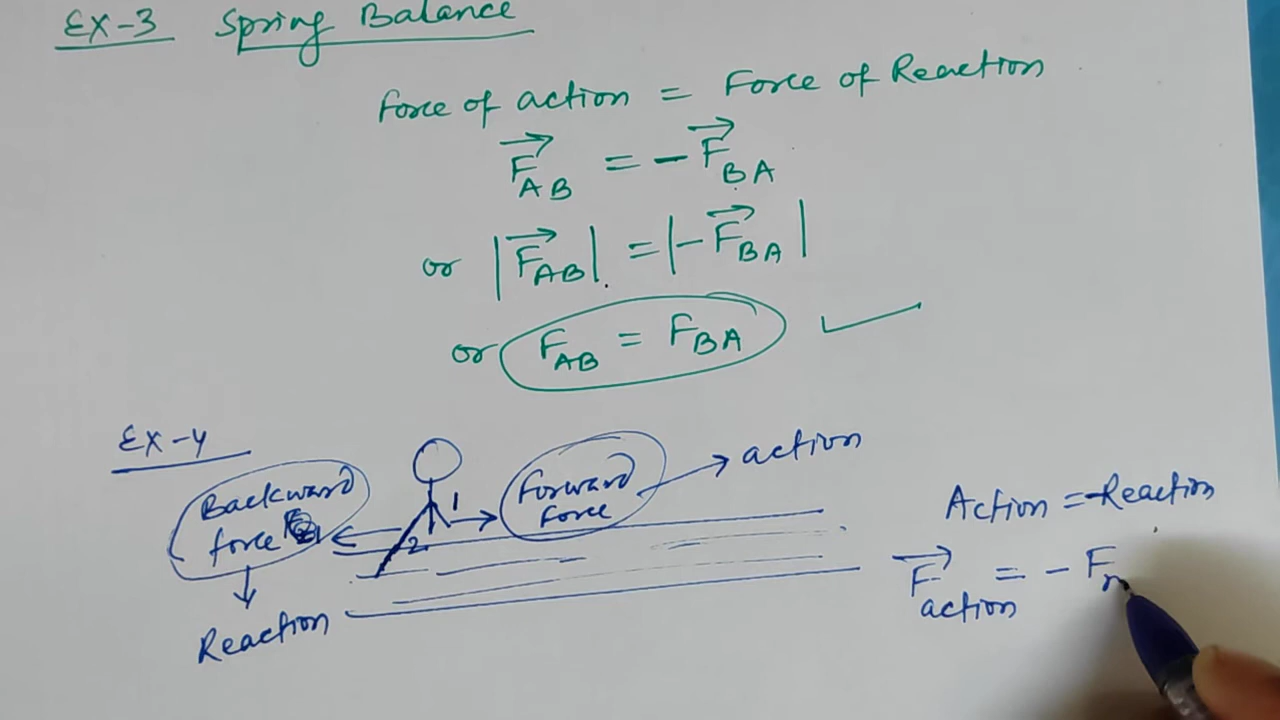 Ex-3 Spring Balance
Force of action = Force of Reaction
F⃗AB = - F⃗BA
or |F⃗AB| = |-F⃗BA|
or FAB = FBA
Ex-4
Backward
force
Reaction
1
2
Forward
force
action
Action = -Reaction
F⃗action = - Fr